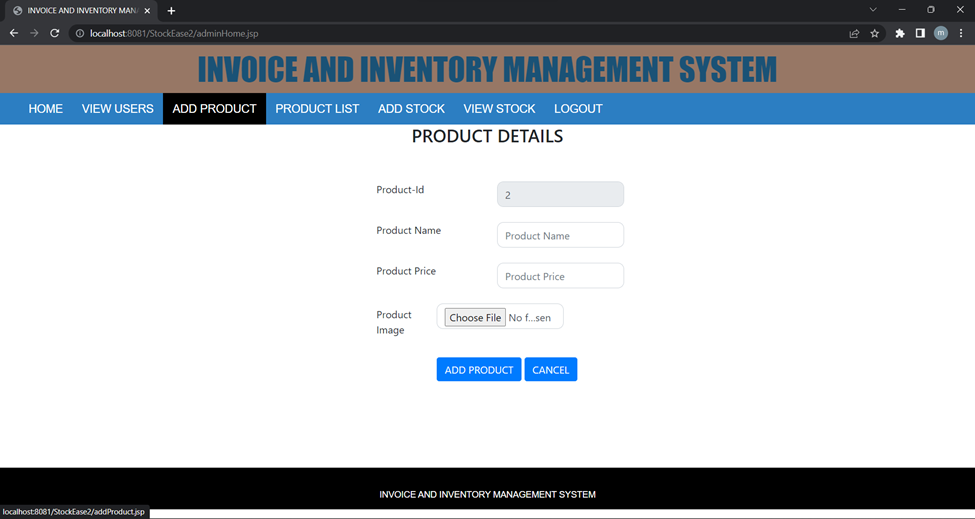 INVOICE AND INVENTORY MAN
localhost:8081/StockEase2/adminHome.jsp
m
INVOICE AND INVENTORY MANAGEMENT SYSTEM
HOME VIEW USERS ADD PRODUCT PRODUCT LIST ADD STOCK VIEW STOCK LOGOUT
PRODUCT DETAILS
Product-Id 2
Product Name Product Name
Product Price Product Price
Product Choose File No f...sen
Image
ADD PRODUCT CANCEL
INVOICE AND INVENTORY MANAGEMENT SYSTEM
localhost:8081/StockEase2/addProduct.jsp